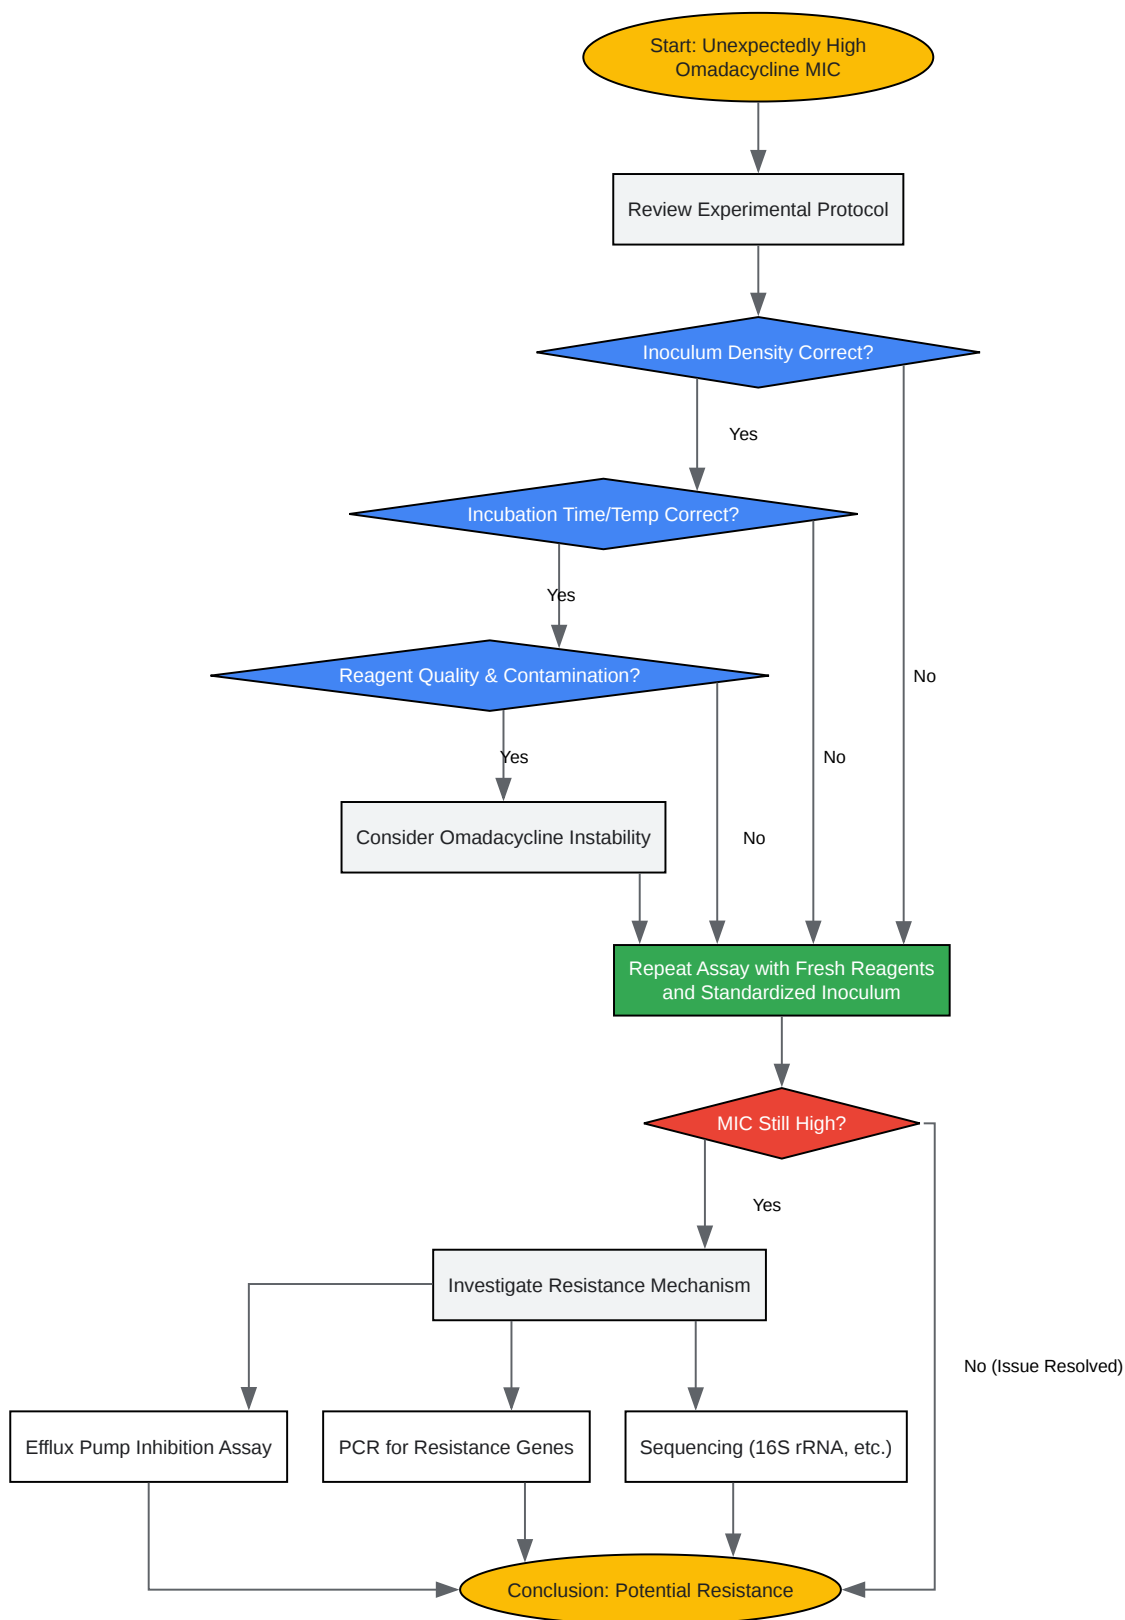 Start: Unexpectedly High
Omadacycline MIC
Review Experimental Protocol
Inoculum Density Correct?
Yes
Incubation Time/Temp Correct?
Yes
Reagent Quality & Contamination?
No
Yes
No
Consider Omadacycline Instability
No
Repeat Assay with Fresh Reagents
and Standardized Inoculum
MIC Still High?
Yes
Investigate Resistance Mechanism
No (Issue Resolved)
Efflux Pump Inhibition Assay
PCR for Resistance Genes
Sequencing (16S rRNA, etc.)
Conclusion: Potential Resistance